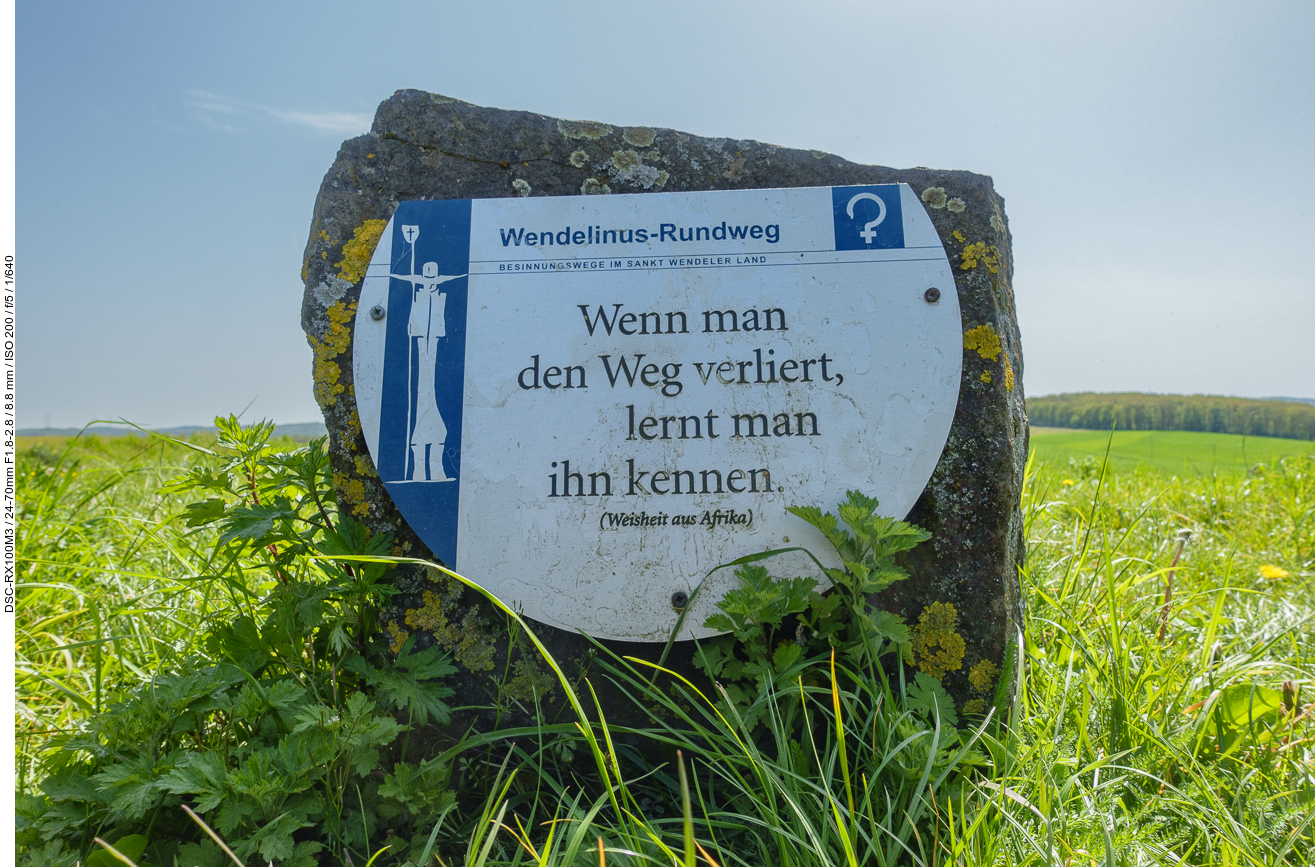 Wendelinus-Rundweg
BESINNUNGSWEGE IM SANKT WENDELER LAND
Wenn man
den Weg verliert,
lernt man
ihn kennen.
(Weisheit aus Afrika)
DSC-RX100M3 / 24-70mm F1.8-2.8 / 8.8 mm / ISO 200 / f/5 / 1/640